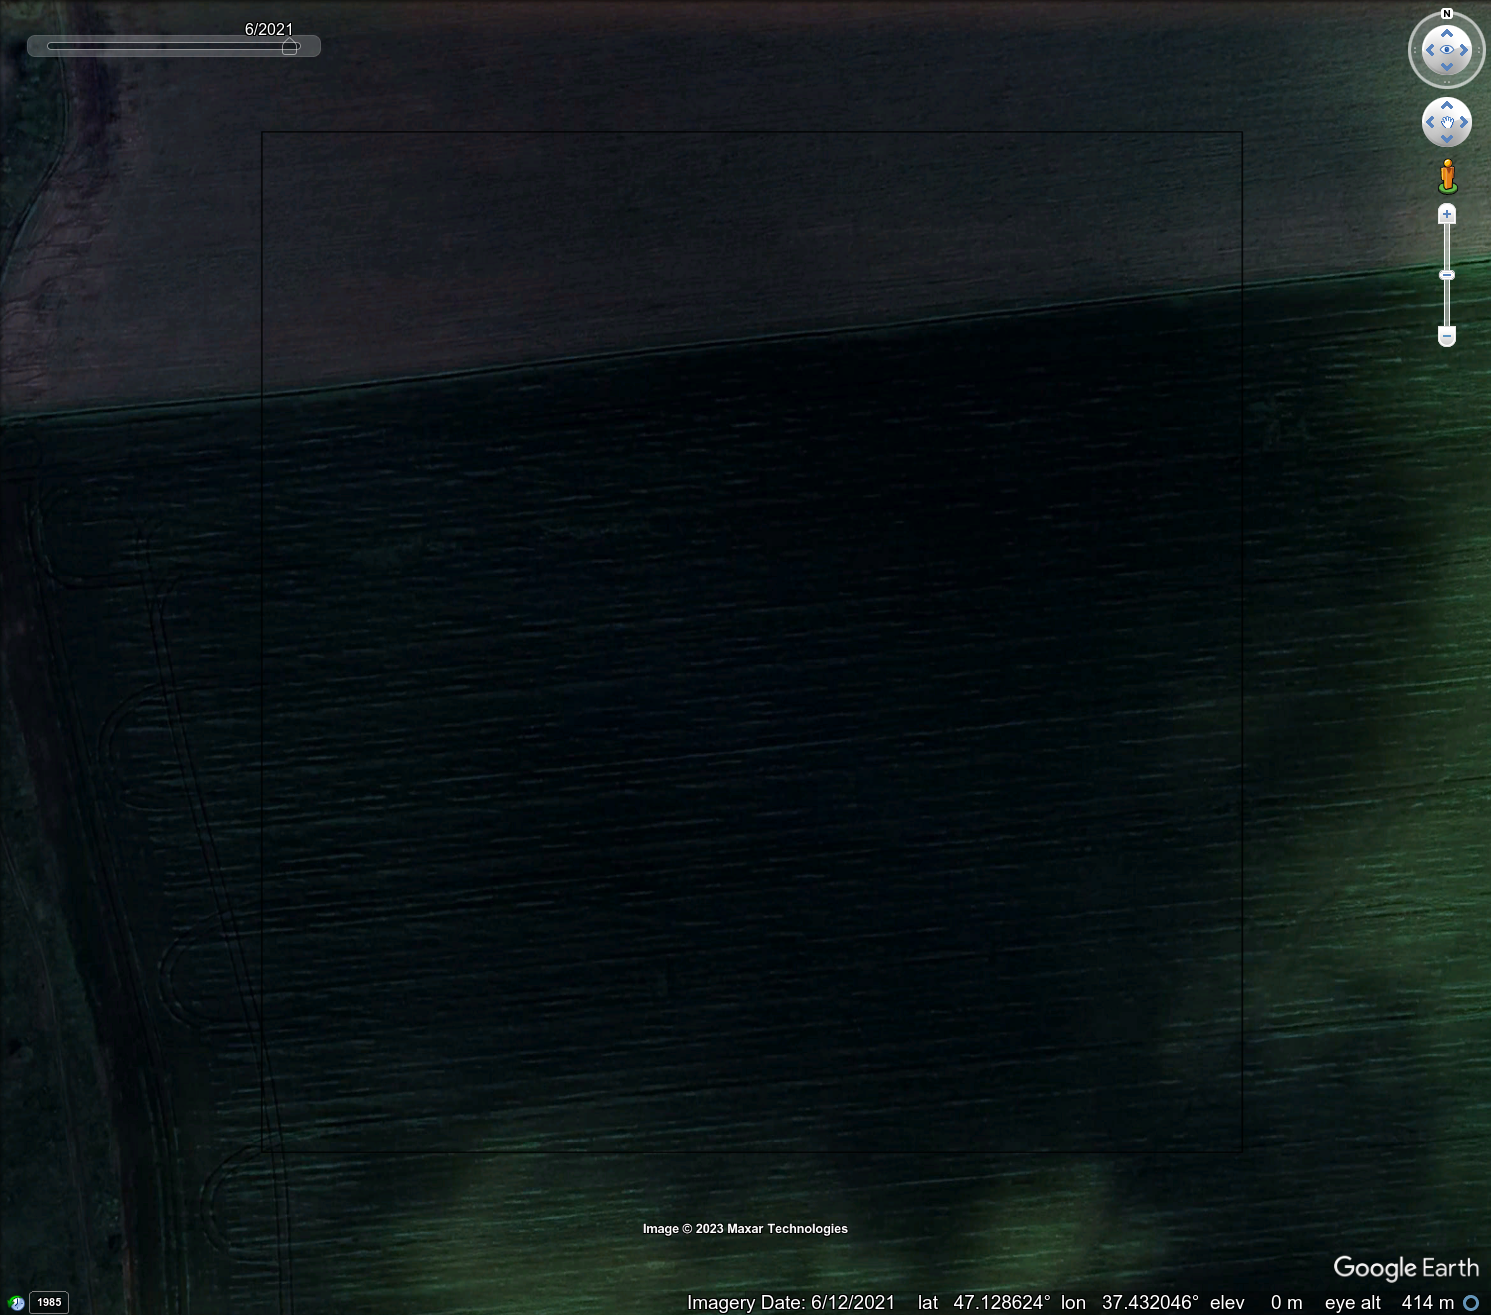 6/2021
N
Image © 2023 Maxar Technologies
Google Earth
1985
Imagery Date: 6/12/2021 lat 47.128624° lon 37.432046° elev 0 m eye alt 414 m